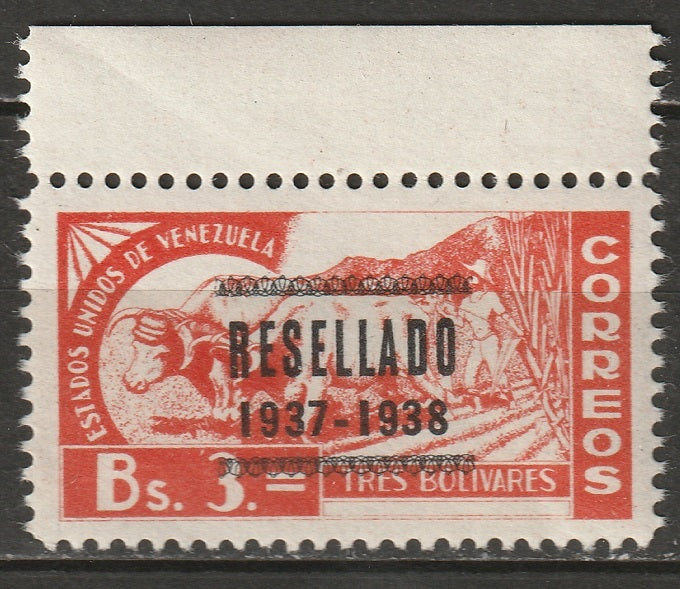 ESTADOS UNIDOS DE VENEZUELA
CORREOS
RESELLADO
1937-1938
Bs. 3.=
TRES BOLIVARES